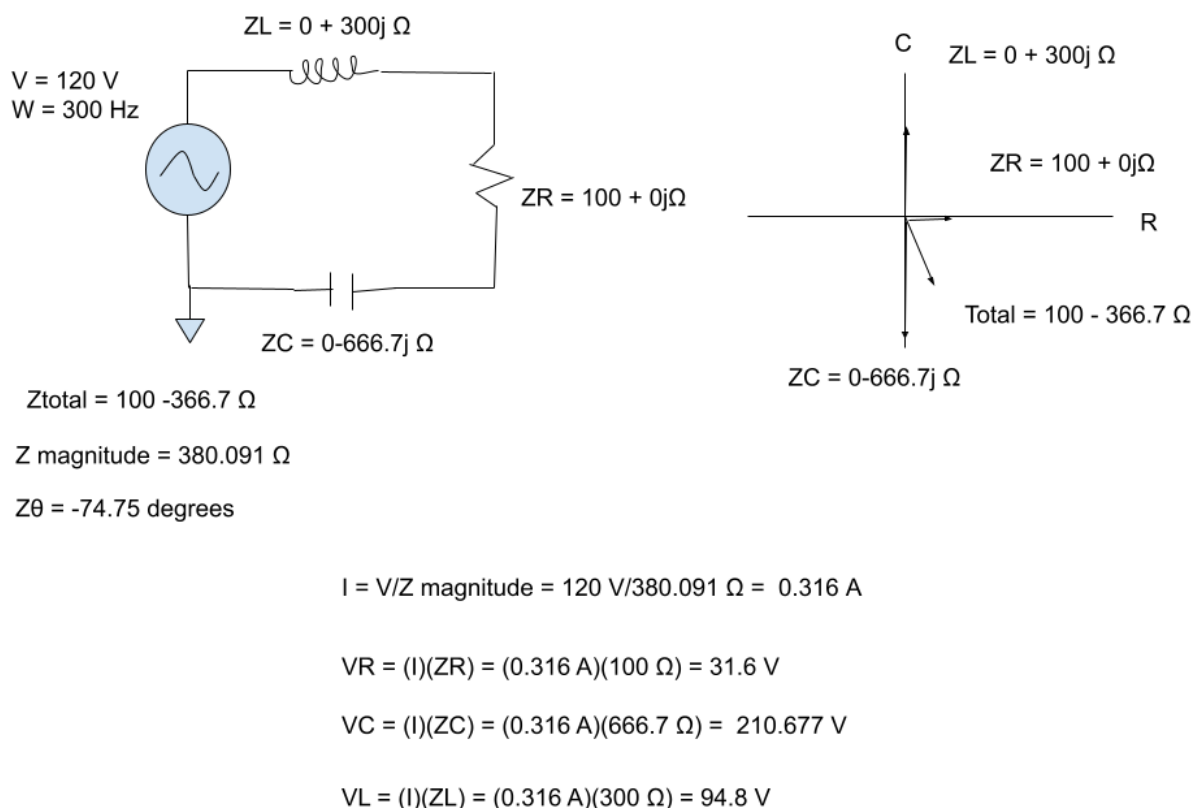 ZL = 0 + 300j Ω
V = 120 V
W = 300 Hz
ZR = 100 + 0jΩ
ZC = 0-666.7j Ω
C
ZL = 0 + 300j Ω
ZR = 100 + 0jΩ
R
Total = 100 - 366.7 Ω
ZC = 0-666.7j Ω
Ztotal = 100 -366.7 Ω
Z magnitude = 380.091 Ω
Zθ = -74.75 degrees
I = V/Z magnitude = 120 V/380.091 Ω =  0.316 A
VR = (I)(ZR) = (0.316 A)(100 Ω) = 31.6 V
VC = (I)(ZC) = (0.316 A)(666.7 Ω) =  210.677 V
VL = (I)(ZL) = (0.316 A)(300 Ω) = 94.8 V